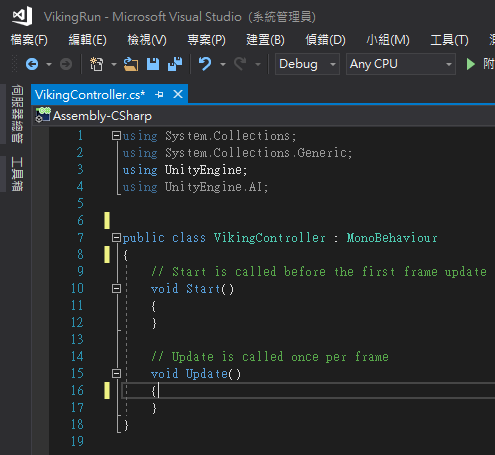 VikingRun - Microsoft Visual Studio (系統管理員)
檔案(F) 編輯(E) 檢視(V) 專案(P) 建置(B) 偵錯(D) 小組(M) 工具(T)
Debug Any CPU 附
伺服器總管
工具箱
VikingController.cs*
Assembly-CSharp
1 using System.Collections;
2 using System.Collections.Generic;
3 using UnityEngine;
4 using UnityEngine.AI;
5
6
7 public class VikingController : MonoBehaviour
8 {
9 // Start is called before the first frame update
10 void Start()
11 {
12 }
13
14 // Update is called once per frame
15 void Update()
16 {
17 }
18 }
19